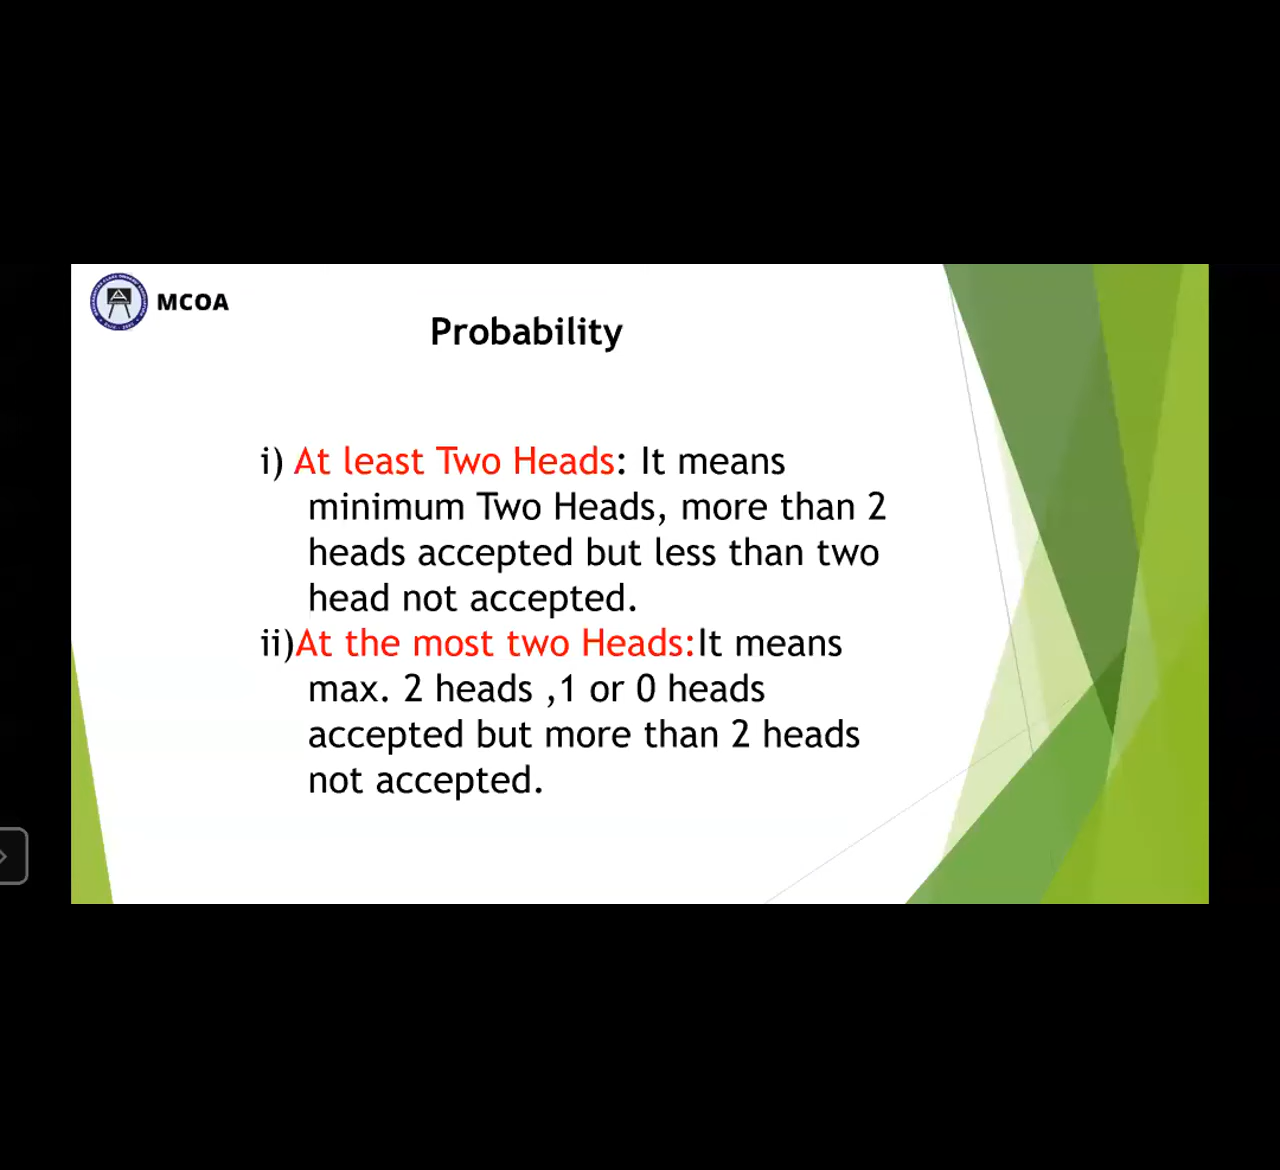 MCOA
Probability
i) At least Two Heads: It means
minimum Two Heads, more than 2
heads accepted but less than two
head not accepted.
ii)At the most two Heads:It means
max. 2 heads ,1 or 0 heads
accepted but more than 2 heads
not accepted.